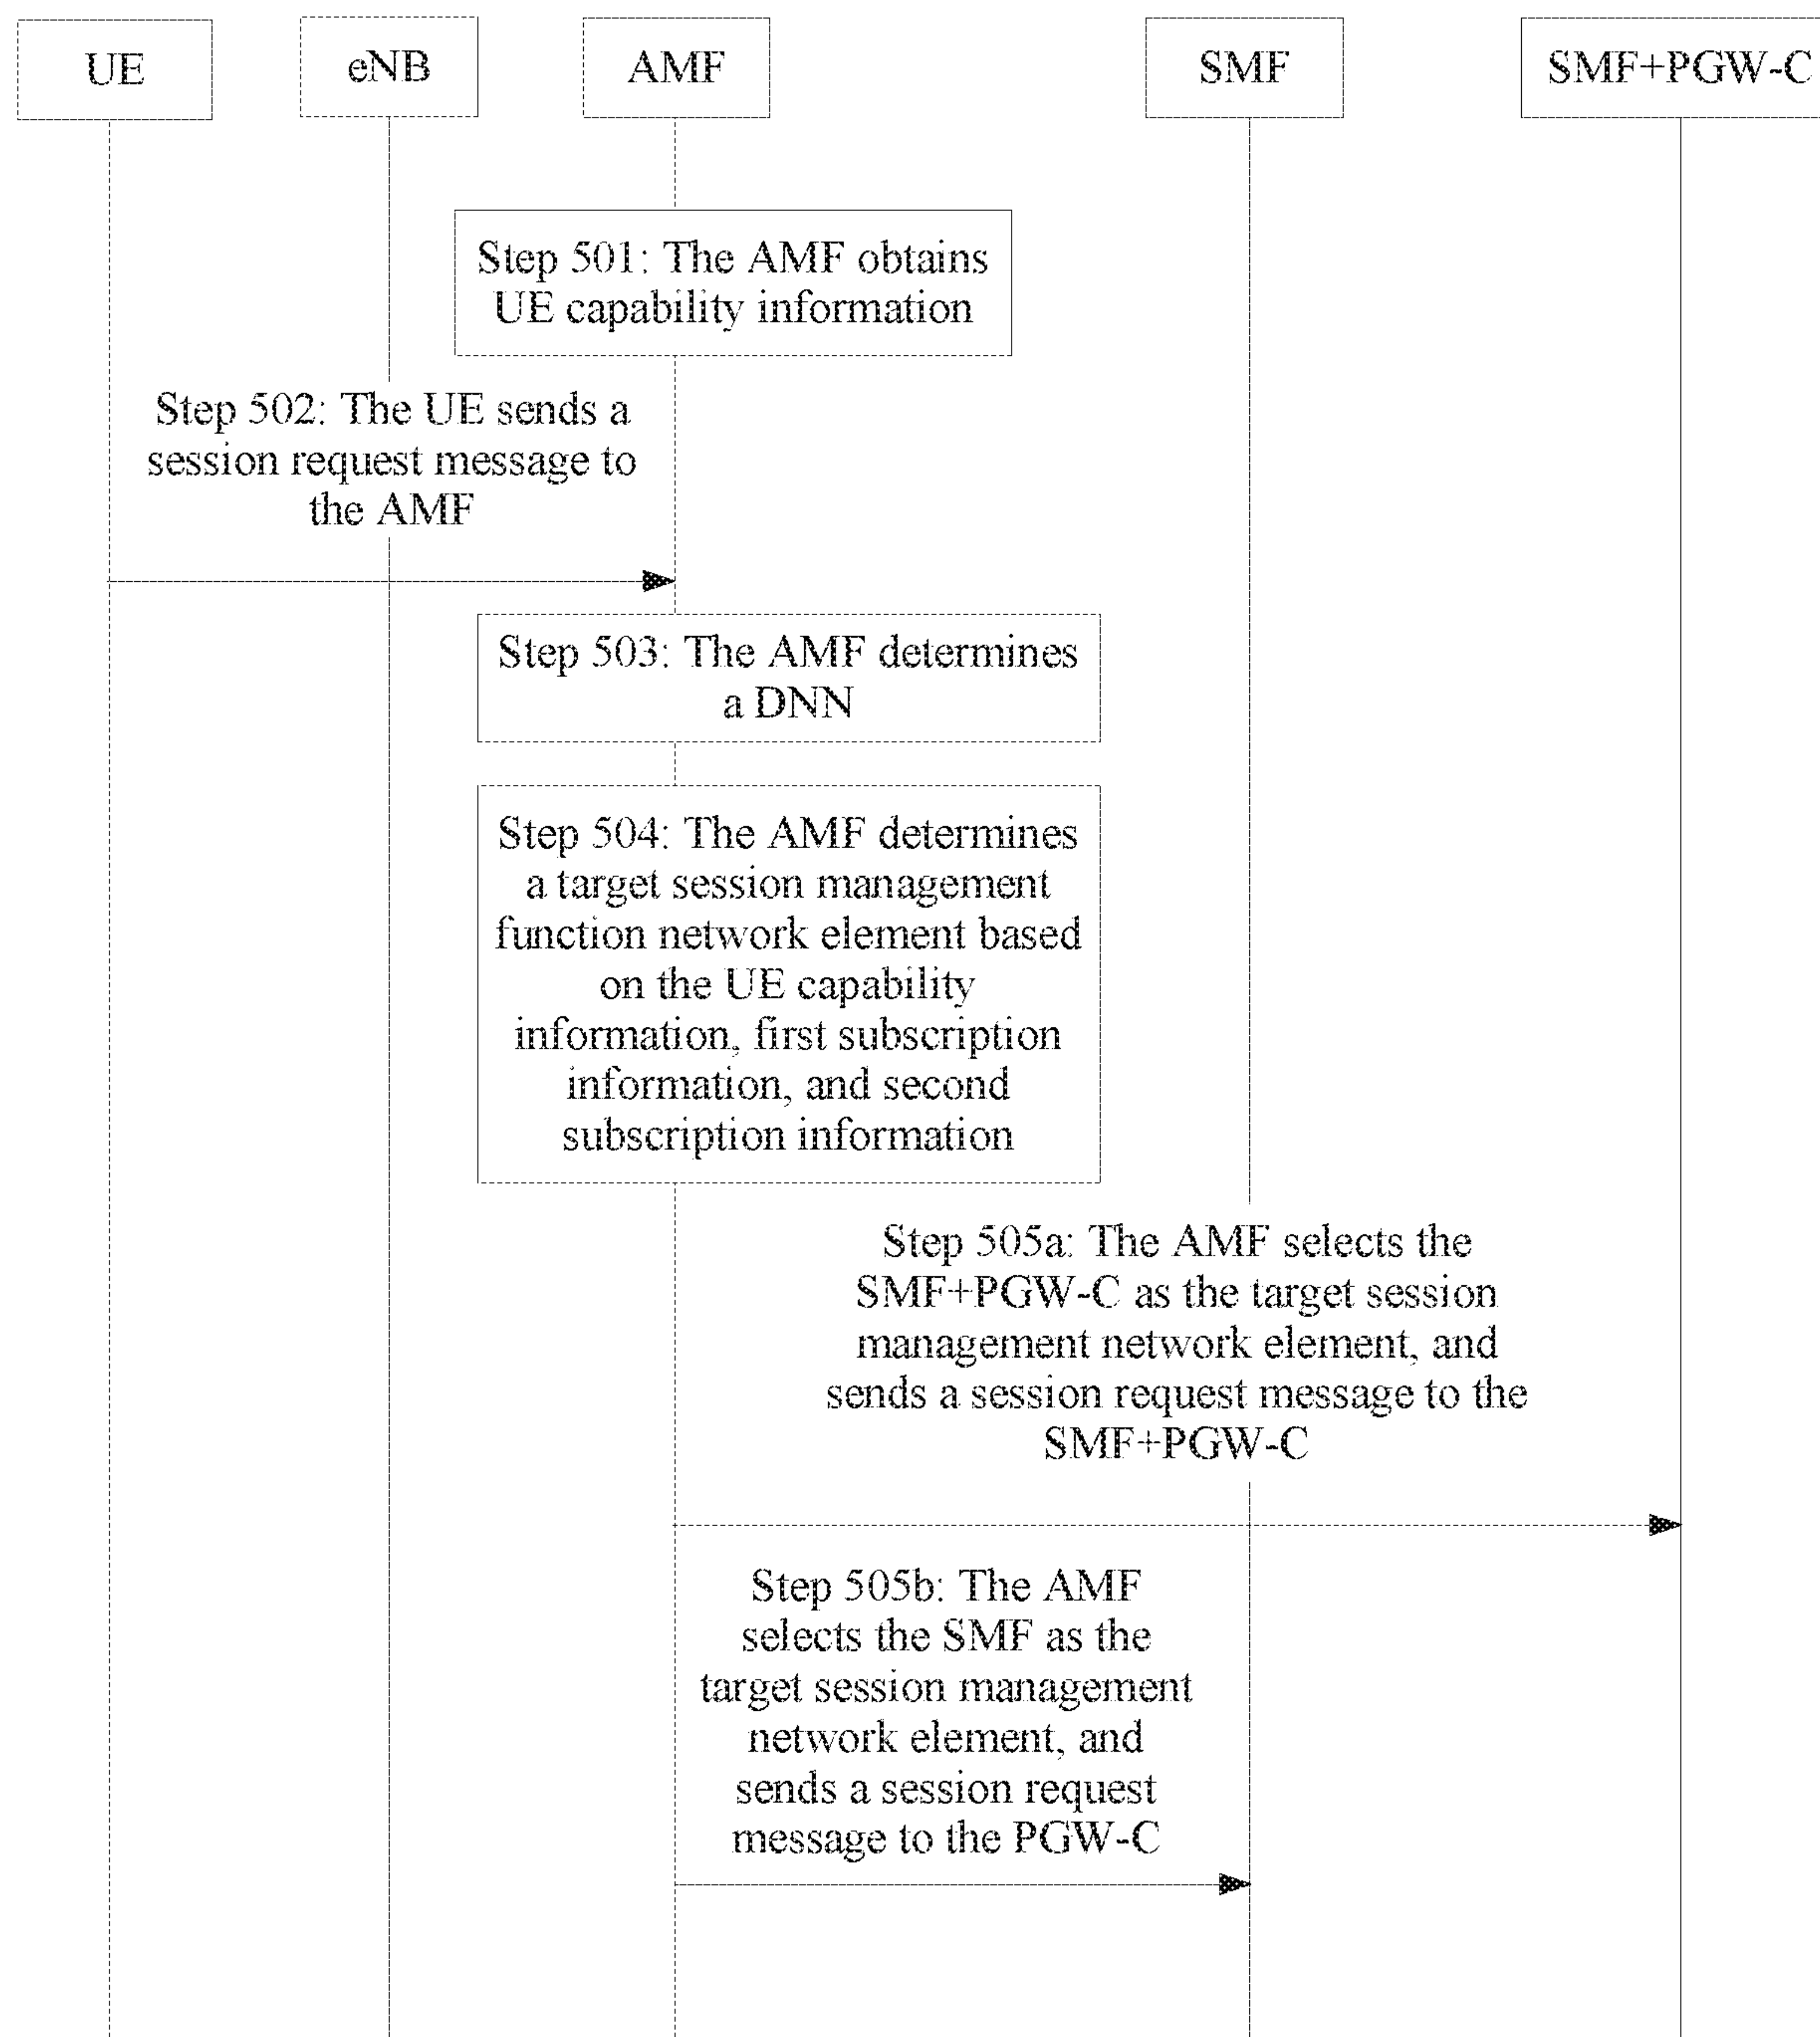 UE
eNB
AMF
SMF
SMF+PGW-C
Step 501: The AMF obtains
UE capability information
Step 502: The UE sends a
session request message to
the AMF
Step 503: The AMF determines
a DNN
Step 504: The AMF determines
a target session management
function network element based
on the UE capability
information, first subscription
information, and second
subscription information
Step 505a: The AMF selects the
SMF+PGW-C as the target session
management network element, and
sends a session request message to the
SMF+PGW-C
Step 505b: The AMF
selects the SMF as the
target session management
network element, and
sends a session request
message to the PGW-C